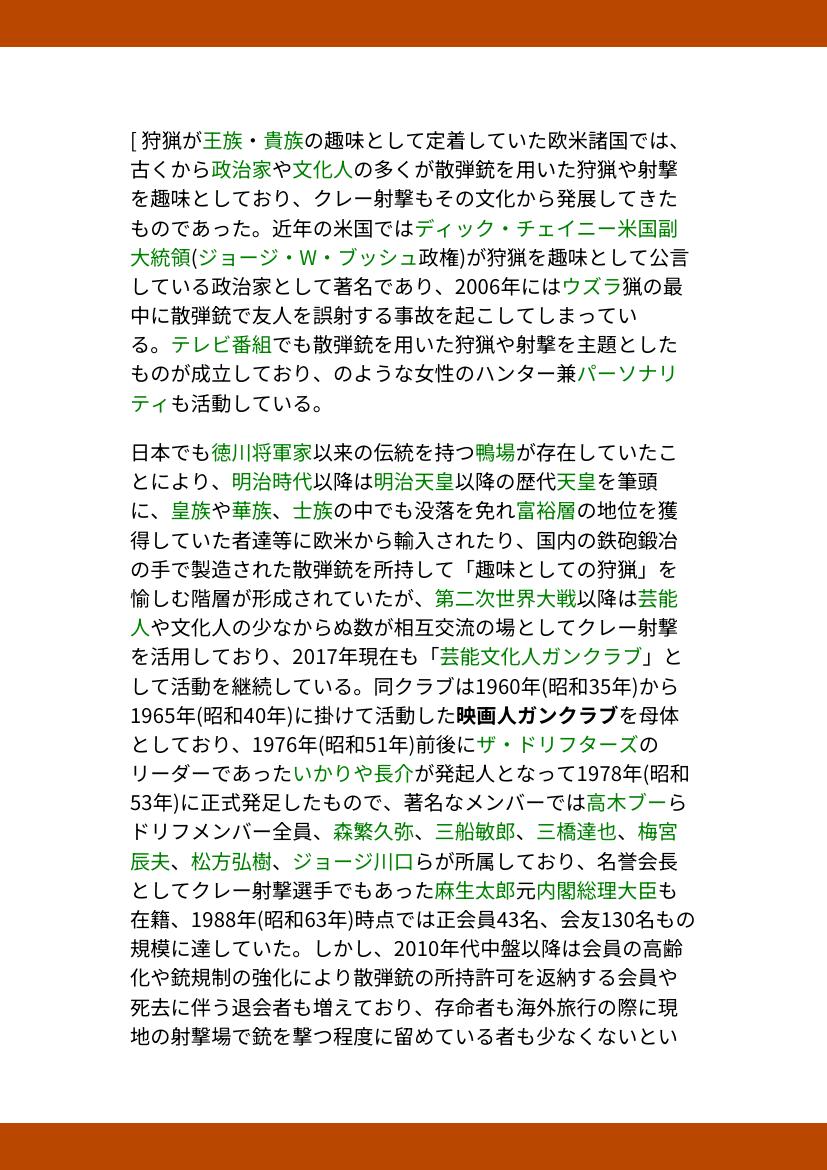 [ 狩猟が王族・貴族の趣味として定着していた欧米諸国では、
古くから政治家や文化人の多くが散弾銃を用いた狩猟や射撃
を趣味としており、クレー射撃もその文化から発展してきた
ものであった。近年の米国ではディック・チェイニー米国副
大統領(ジョージ・W・ブッシュ政権)が狩猟を趣味として公言
している政治家として著名であり、2006年にはウズラ猟の最
中に散弾銃で友人を誤射する事故を起こしてしまってい
る。テレビ番組でも散弾銃を用いた狩猟や射撃を主題とした
ものが成立しており、のような女性のハンター兼パーソナリ
ティも活動している。
日本でも徳川将軍家以来の伝統を持つ鴨場が存在していたこ
とにより、明治時代以降は明治天皇以降の歴代天皇を筆頭
に、皇族や華族、士族の中でも没落を免れ富裕層の地位を獲
得していた者達等に欧米から輸入されたり、国内の鉄砲鍛冶
の手で製造された散弾銃を所持して「趣味としての狩猟」を
愉しむ階層が形成されていたが、第二次世界大戦以降は芸能
人や文化人の少なからぬ数が相互交流の場としてクレー射撃
を活用しており、2017年現在も「芸能文化人ガンクラブ」と
して活動を継続している。同クラブは1960年(昭和35年)から
1965年(昭和40年)に掛けて活動した映画人ガンクラブを母体
としており、1976年(昭和51年)前後にザ・ドリフターズの
リーダーであったいかりや長介が発起人となって1978年(昭和
53年)に正式発足したもので、著名なメンバーでは高木ブーら
ドリフメンバー全員、森繁久弥、三船敏郎、三橋達也、梅宮
辰夫、松方弘樹、ジョージ川口らが所属しており、名誉会長
としてクレー射撃選手でもあった麻生太郎元内閣総理大臣も
在籍、1988年(昭和63年)時点では正会員43名、会友130名もの
規模に達していた。しかし、2010年代中盤以降は会員の高齢
化や銃規制の強化により散弾銃の所持許可を返納する会員や
死去に伴う退会者も増えており、存命者も海外旅行の際に現
地の射撃場で銃を撃つ程度に留めている者も少なくないとい